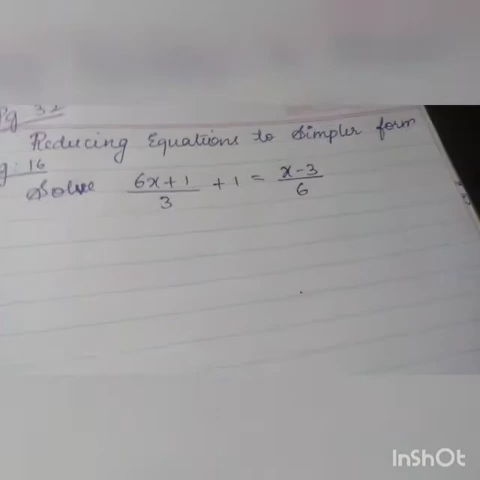 Pg 32
Reducing Equations to Simpler form
g: 16
Solve 6x+1/3 + 1 = x-3/6
InShOt